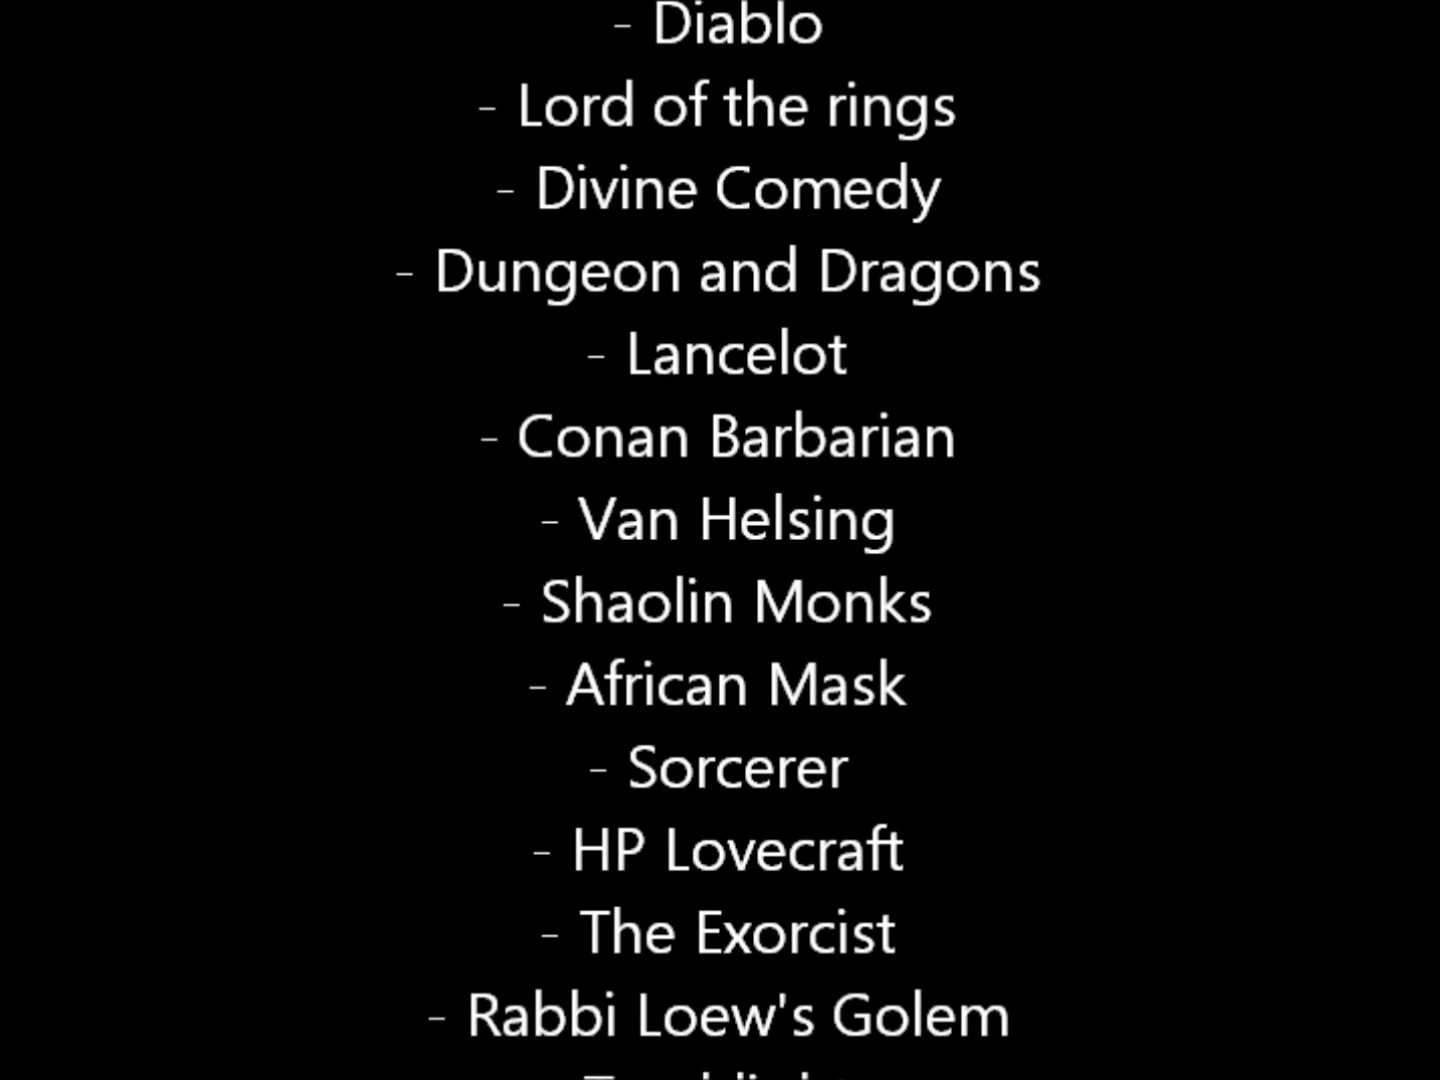 - Diablo
- Lord of the rings
- Divine Comedy
- Dungeon and Dragons
- Lancelot
- Conan Barbarian
- Van Helsing
- Shaolin Monks
- African Mask
- Sorcerer
- HP Lovecraft
- The Exorcist
- Rabbi Loew's Golem